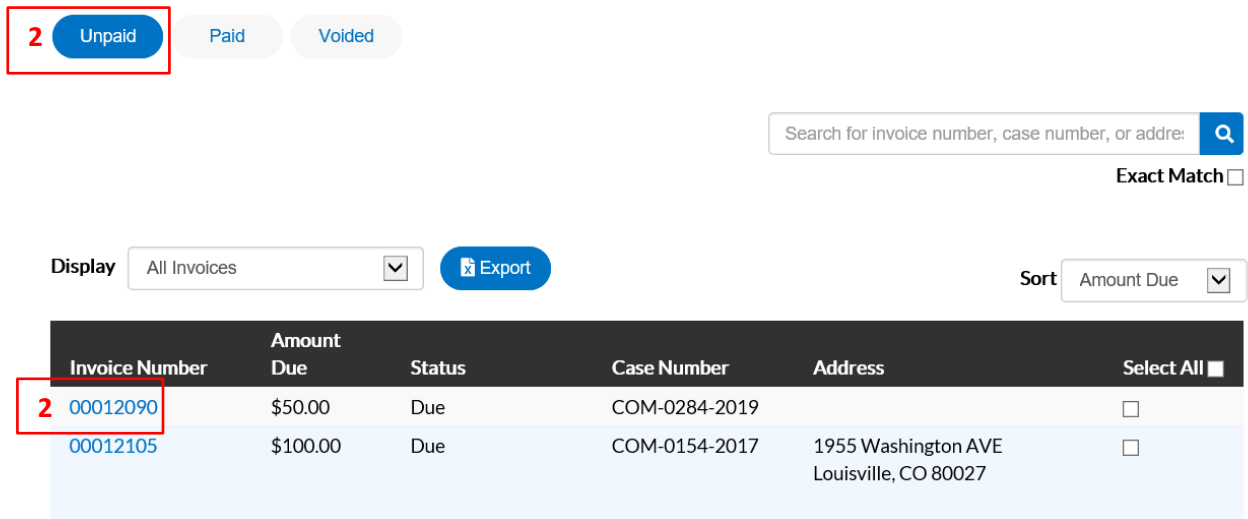 2 Unpaid Paid Voided
Search for invoice number, case number, or addre
Exact Match
Display All Invoices Export
Sort Amount Due
Amount
Invoice Number Due Status Case Number Address Select All
2 00012090 $50.00 Due COM-0284-2019
00012105 $100.00 Due COM-0154-2017 1955 Washington AVE
Louisville, CO 80027